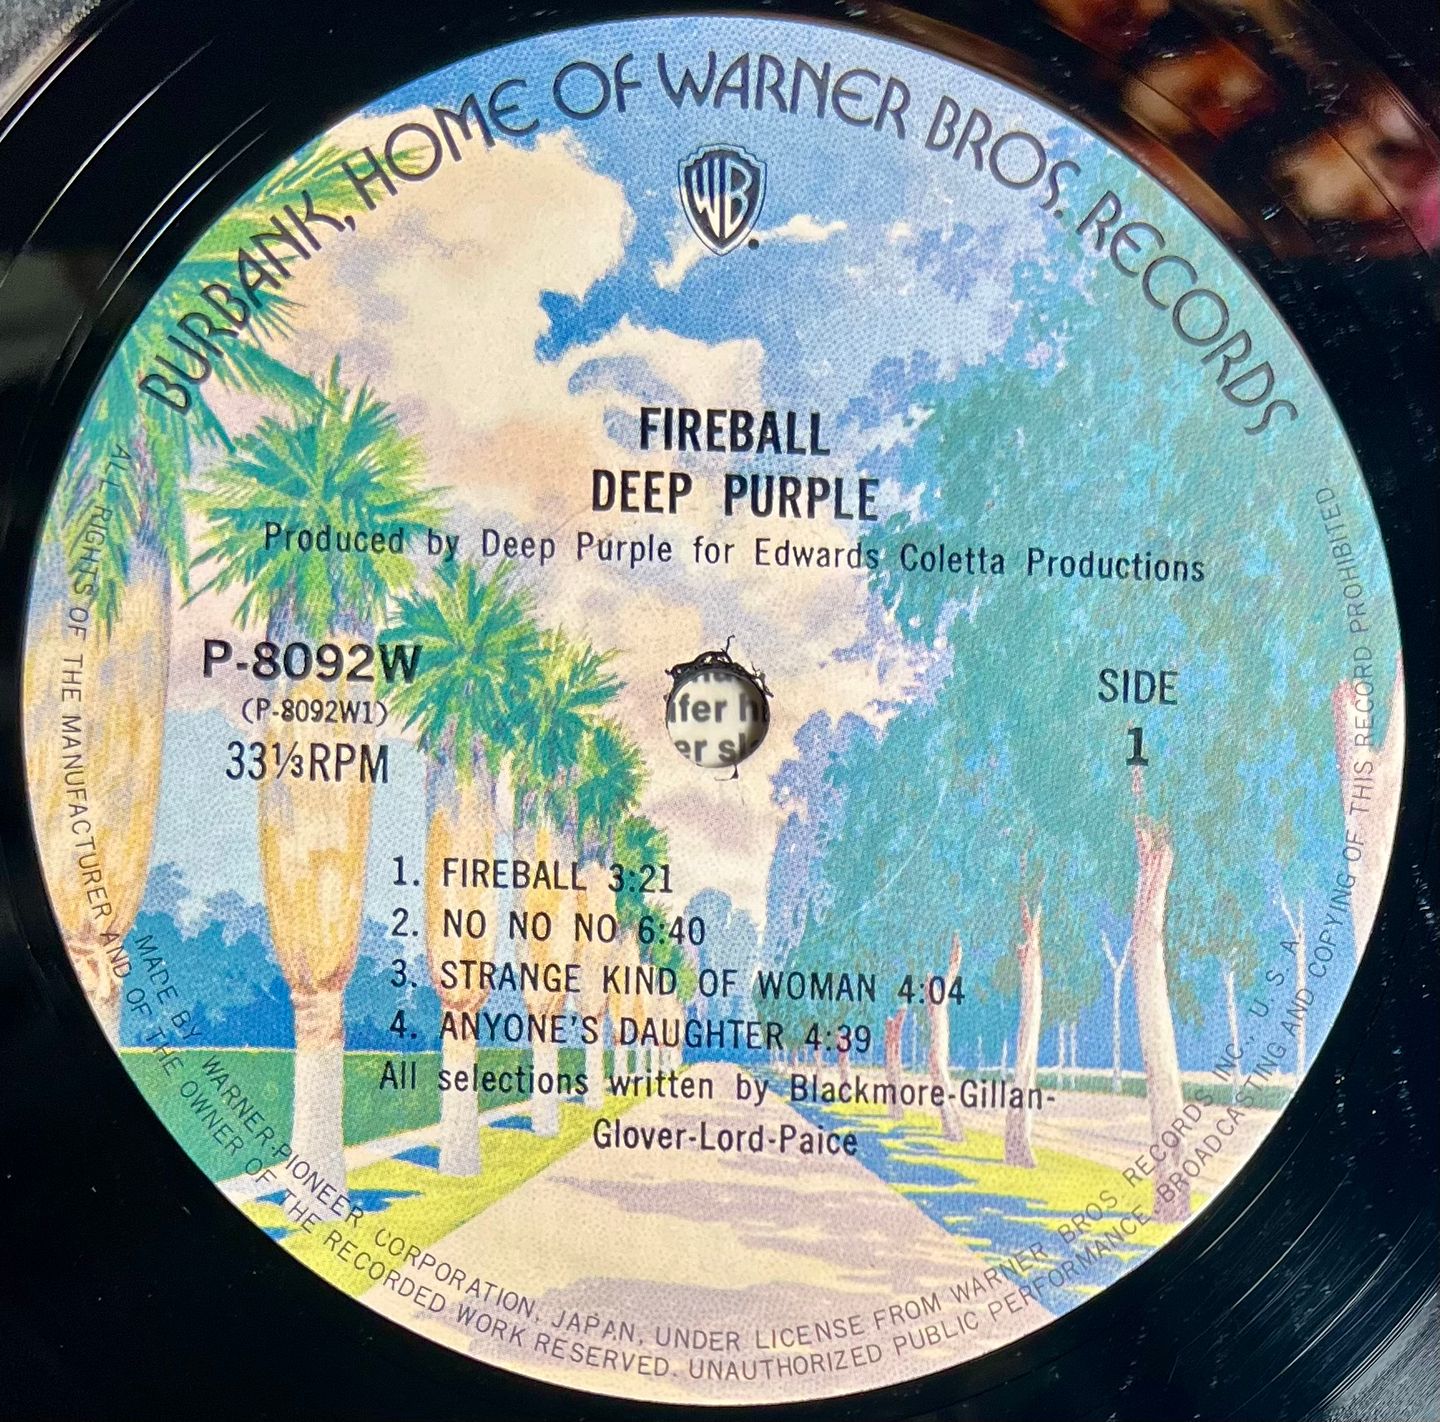 BURBANK, HOME OF WARNER BROS. RECORDS
WB
FIREBALL
DEEP PURPLE
Produced by Deep Purple for Edwards Coletta Productions
P-8092W
(P-8092W1)
33⅓RPM
SIDE
1
ifer h
er sl
1. FIREBALL 3:21
2. NO NO NO 6:40
3. STRANGE KIND OF WOMAN 4:04
4. ANYONE'S DAUGHTER 4:39
All selections written by Blackmore-Gillan-
Glover-Lord-Paice
MADE BY WARNER-PIONEER CORPORATION, JAPAN, UNDER LICENSE FROM WARNER BROS RECORDS INC., U. S. A.
ALL RIGHTS OF THE MANUFACTURER AND OF THE OWNER OF THE RECORDED WORK RESERVED. UNAUTHORIZED PUBLIC PERFORMANCE, BROADCASTING AND COPYING OF THIS RECORD PROHIBITED.